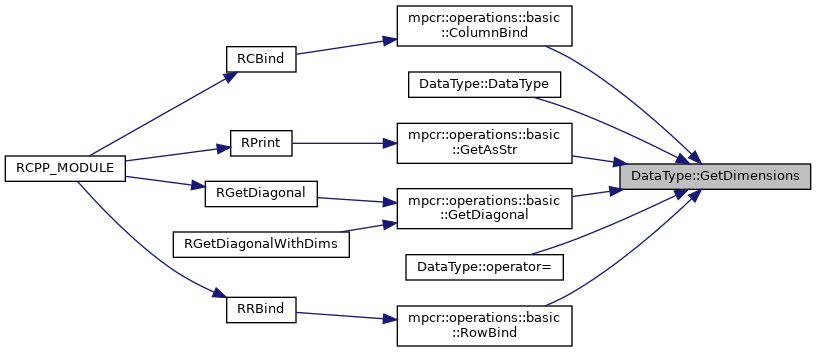 mpcr::operations::basic
::ColumnBind
RCBind
DataType::DataType
RPrint
mpcr::operations::basic
::GetAsStr
RCPP_MODULE
DataType::GetDimensions
RGetDiagonal
mpcr::operations::basic
::GetDiagonal
RGetDiagonalWithDims
DataType::operator=
RRBind
mpcr::operations::basic
::RowBind